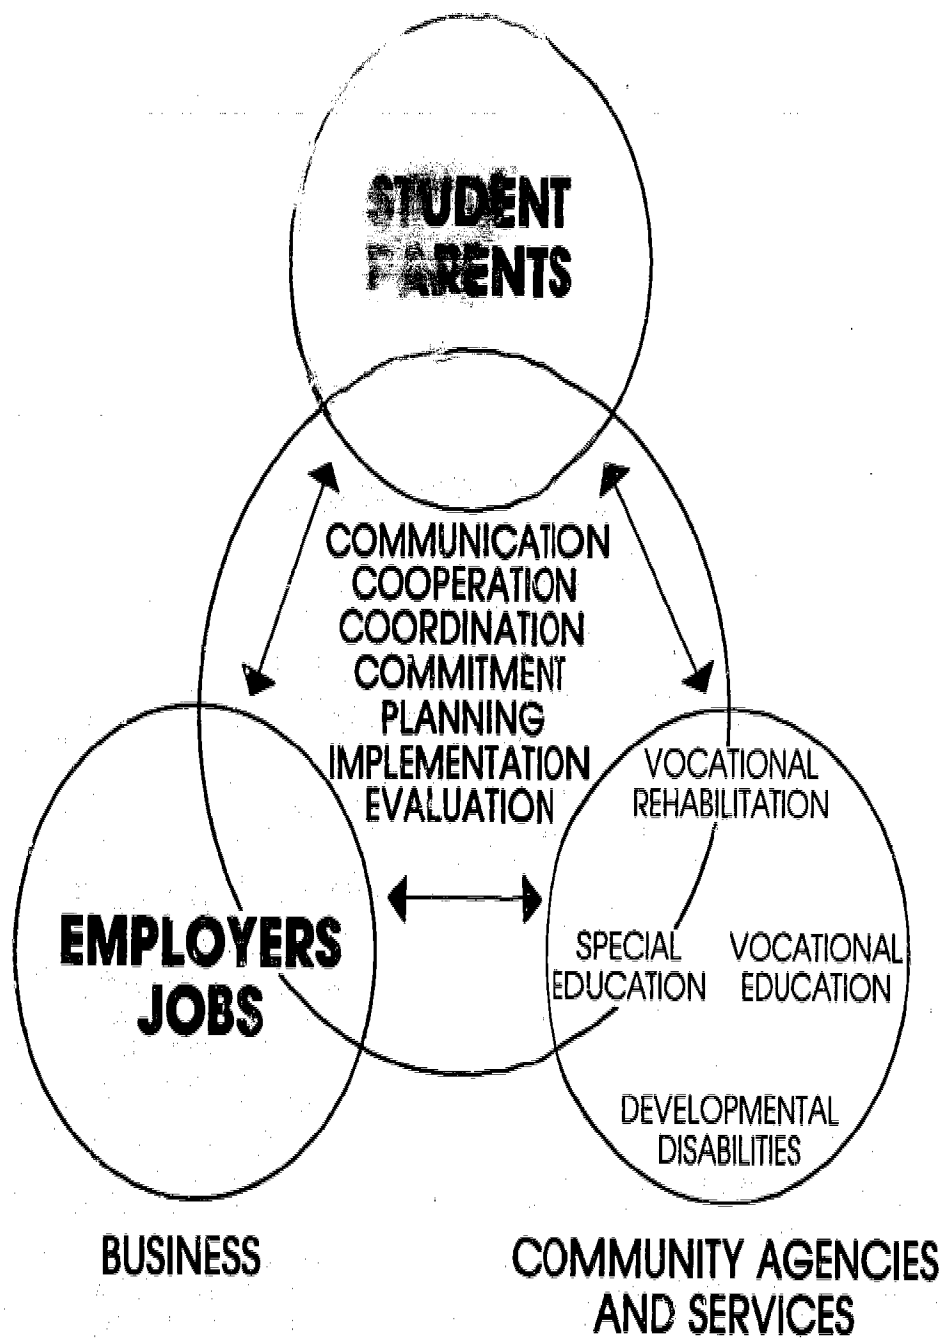 STUDENT
PARENTS
COMMUNICATION
COOPERATION
COORDINATION
COMMITMENT
PLANNING
IMPLEMENTATION
EVALUATION
VOCATIONAL
REHABILITATION
EMPLOYERS
JOBS
SPECIAL
EDUCATION
VOCATIONAL
EDUCATION
DEVELOPMENTAL
DISABILITIES
BUSINESS
COMMUNITY AGENCIES
AND SERVICES